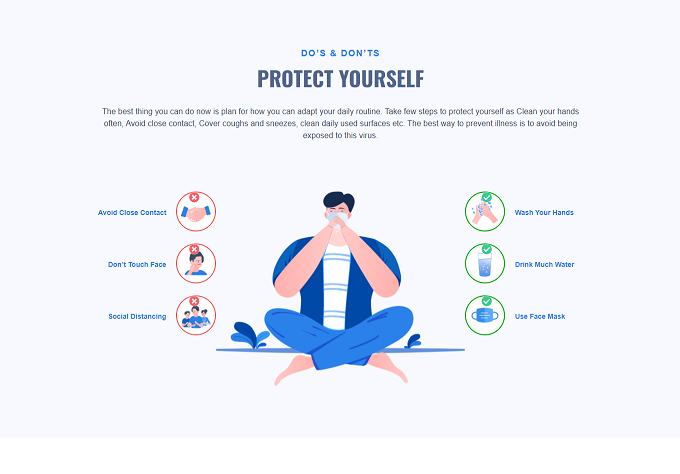 DO'S & DON'TS
PROTECT YOURSELF
The best thing you can do now is plan for how you can adapt your daily routine. Take few steps to protect yourself as Clean your hands
often, Avoid close contact, Cover coughs and sneezes, clean daily used surfaces etc. The best way to prevent illness is to avoid being
exposed to this virus.
Avoid Close Contact
Don't Touch Face
Social Distancing
Wash Your Hands
Drink Much Water
Use Face Mask